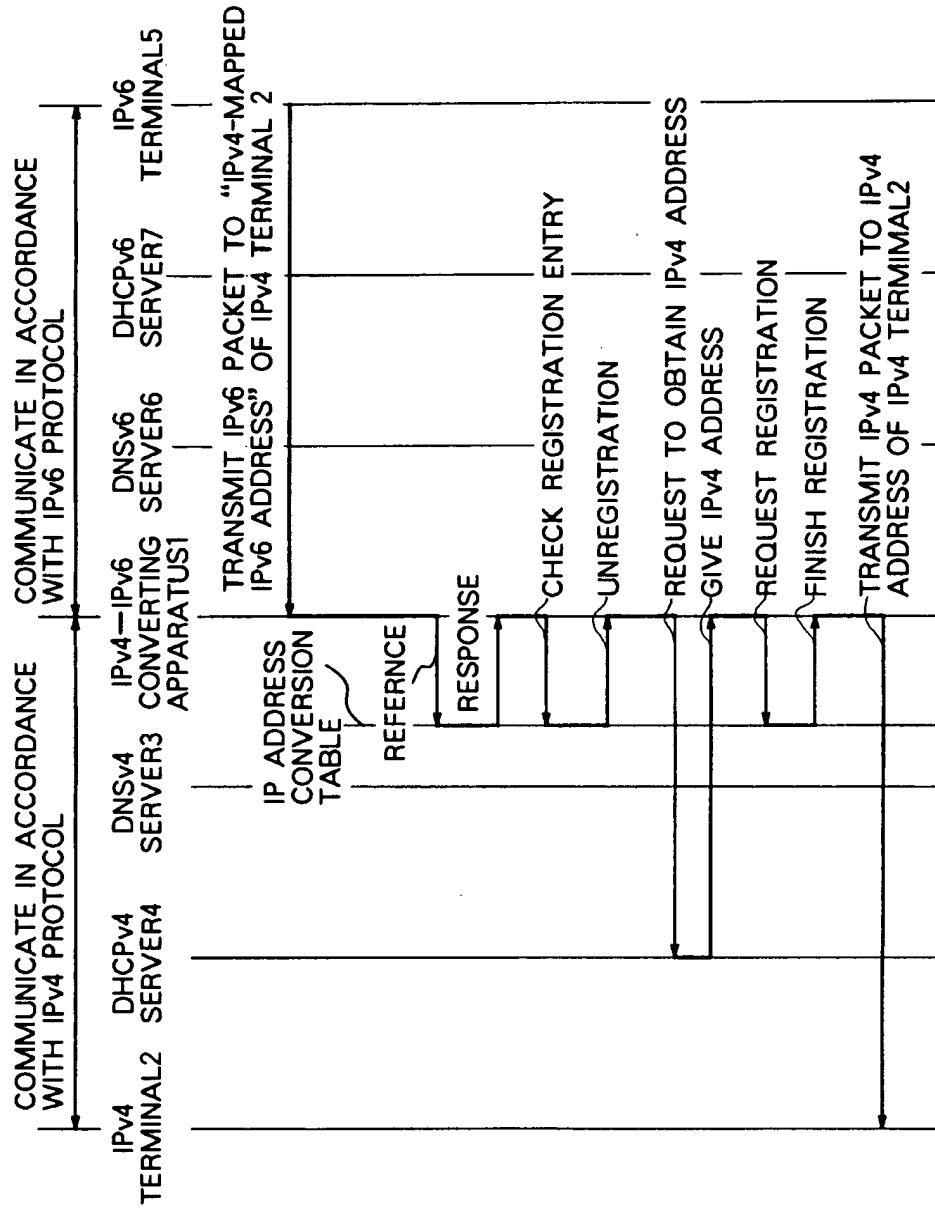 COMMUNICATE IN ACCORDANCE
WITH IPv4 PROTOCOL
COMMUNICATE IN ACCORDANCE
WITH IPv6 PROTOCOL
IPv4
TERMINAL2
DHCPv4
SERVER4
DNSv4
SERVER3
IPv4—IPv6
CONVERTING
APPARATUS1
DNSv6
SERVER6
DHCPv6
SERVER7
IPv6
TERMINAL5
TRANSMIT IPv6 PACKET TO "IPv4-MAPPED
IPv6 ADDRESS" OF IPv4 TERMINAL 2
IP ADDRESS
CONVERSION
TABLE
REFERNCE
RESPONSE
CHECK REGISTRATION ENTRY
UNREGISTRATION
REQUEST TO OBTAIN IPv4 ADDRESS
GIVE IPv4 ADDRESS
REQUEST REGISTRATION
FINISH REGISTRATION
TRANSMIT IPv4 PACKET TO IPv4
ADDRESS OF IPv4 TERMIMAL2